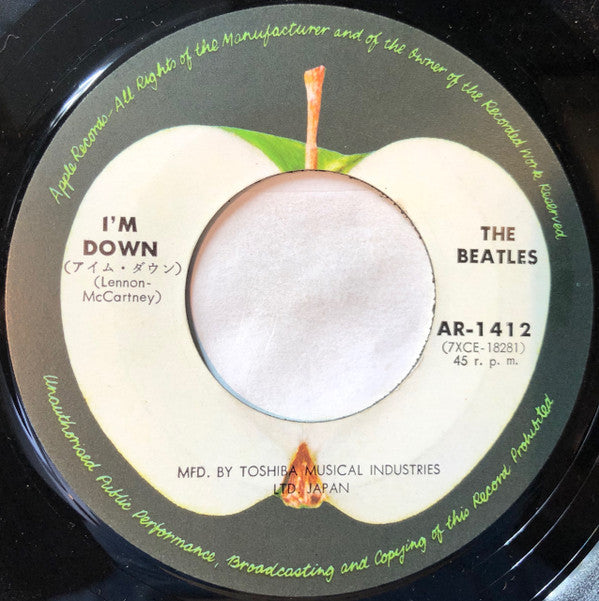 Apple Records-All Rights of the Manufacturer and of the Owner of the Recorded Work Reserved
I'M
DOWN
(アイム・ダウン)
(Lennon-
McCartney)
THE
BEATLES
AR-1412
(7XCE-18281)
45 r. p. m.
MFD. BY TOSHIBA MUSICAL INDUSTRIES
LTD. JAPAN
Unauthorised Public Performance, Broadcasting and Copying of this Record Prohibited